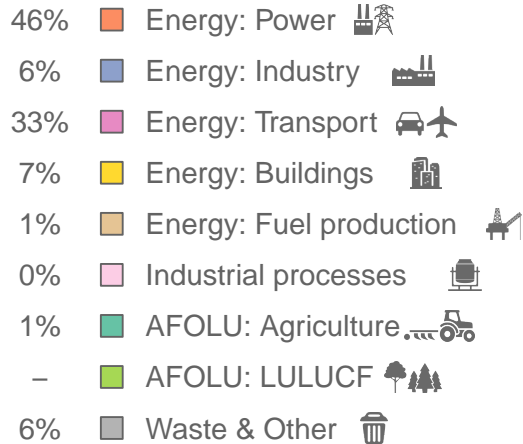 46% Energy: Power
6% Energy: Industry
33% Energy: Transport
7% Energy: Buildings
1% Energy: Fuel production
0% Industrial processes
1% AFOLU: Agriculture
– AFOLU: LULUCF
6% Waste & Other